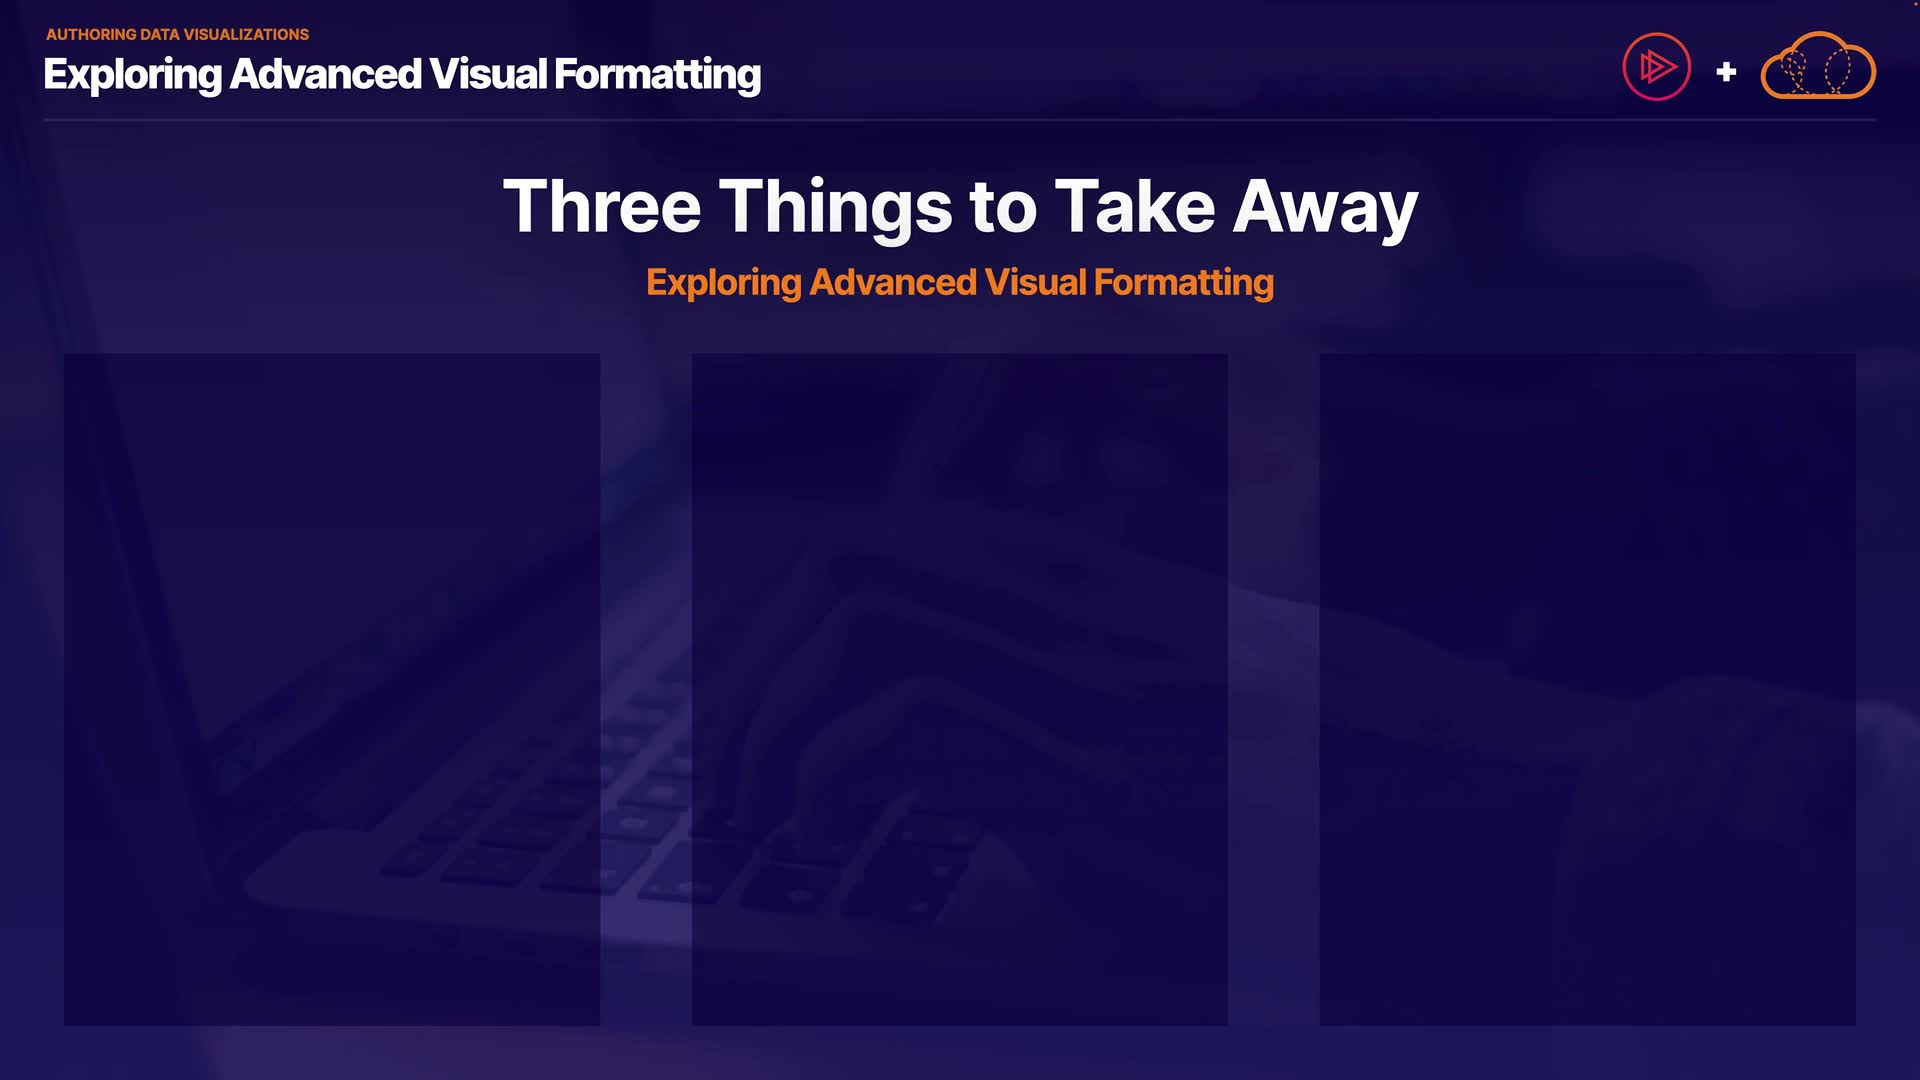 AUTHORING DATA VISUALIZATIONS
Exploring Advanced Visual Formatting
+
Three Things to Take Away
Exploring Advanced Visual Formatting